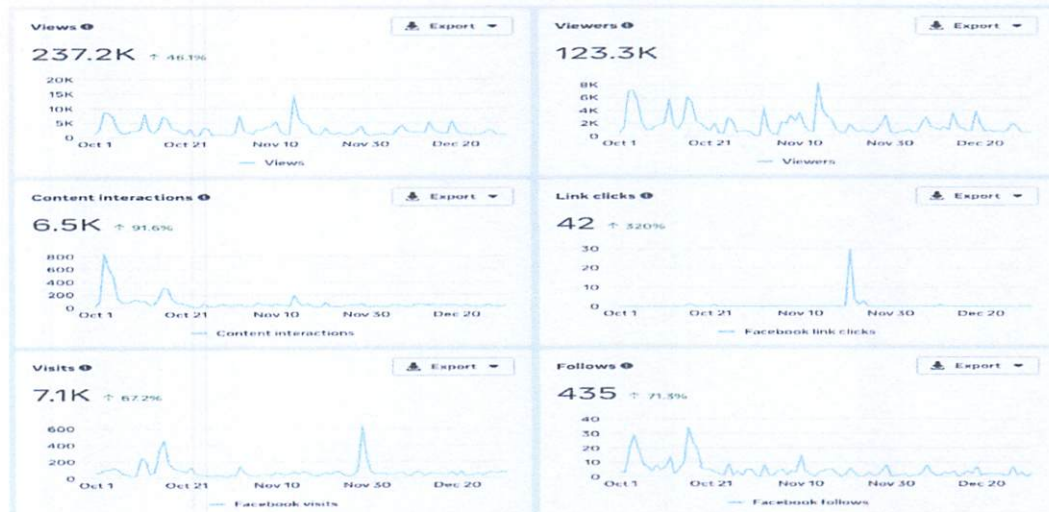 Views
Export
237.2K ↑ 46.1%
20K
15K
10K
5K
0
Oct 1 Oct 21 Nov 10 Nov 30 Dec 20
Views
Viewers
Export
123.3K
8K
6K
4K
2K
0
Oct 1 Oct 21 Nov 10 Nov 30 Dec 20
Viewers
Content interactions
Export
6.5K ↑ 91.6%
800
600
400
200
0
Oct 1 Oct 21 Nov 10 Nov 30 Dec 20
Content interactions
Link clicks
Export
42 ↑ 320%
30
20
10
0
Oct 1 Oct 21 Nov 10 Nov 30 Dec 20
Facebook link clicks
Visits
Export
7.1K ↑ 67.2%
600
400
200
0
Oct 1 Oct 21 Nov 10 Nov 30 Dec 20
Facebook visits
Follows
Export
435 ↑ 71.3%
40
30
20
10
0
Oct 1 Oct 21 Nov 10 Nov 30 Dec 20
Facebook follows